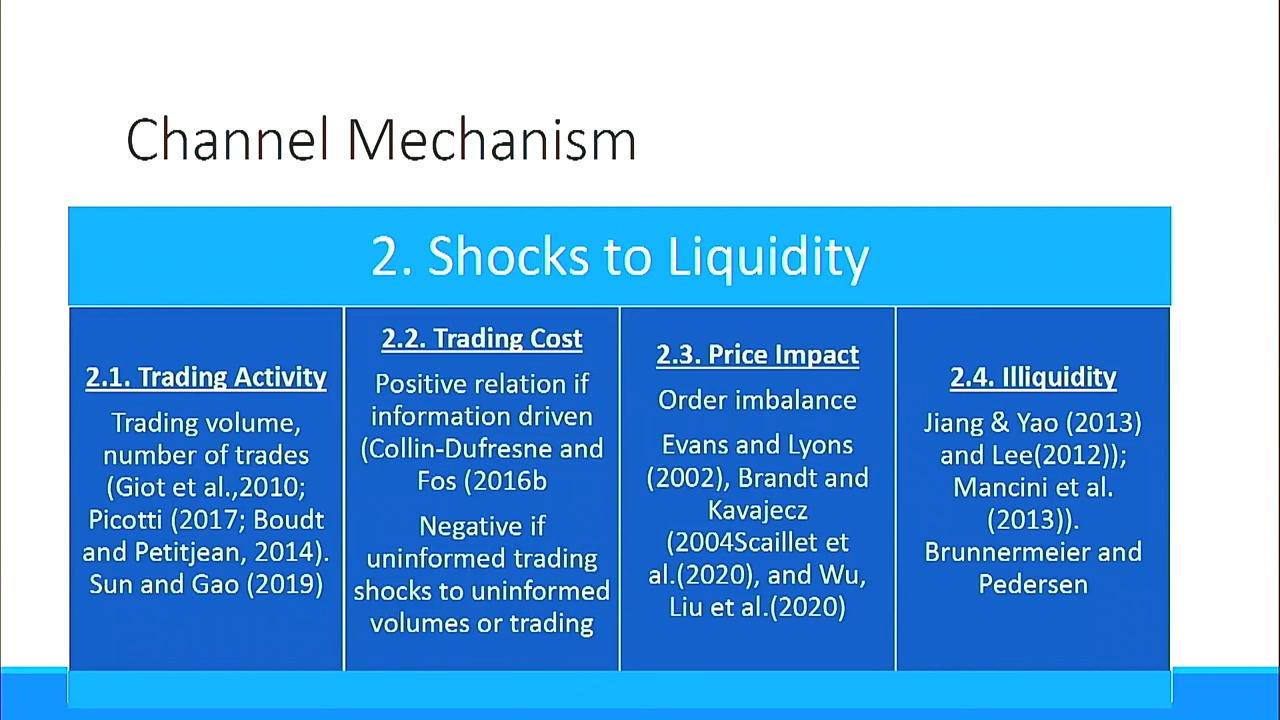 Channel Mechanism
2. Shocks to Liquidity
2.1. Trading Activity
Trading volume,
number of trades
(Giot et al.,2010;
Picotti (2017; Boudt
and Petitjean, 2014).
Sun and Gao (2019)
2.2. Trading Cost
Positive relation if
information driven
(Collin-Dufresne and
Fos (2016b
Negative if
uninformed trading
shocks to uninformed
volumes or trading
2.3. Price Impact
Order imbalance
Evans and Lyons
(2002), Brandt and
Kavajecz
(2004Scaillet et
al.(2020), and Wu,
Liu et al.(2020)
2.4. Illiquidity
Jiang & Yao (2013)
and Lee(2012));
Mancini et al.
(2013)).
Brunnermeier and
Pedersen